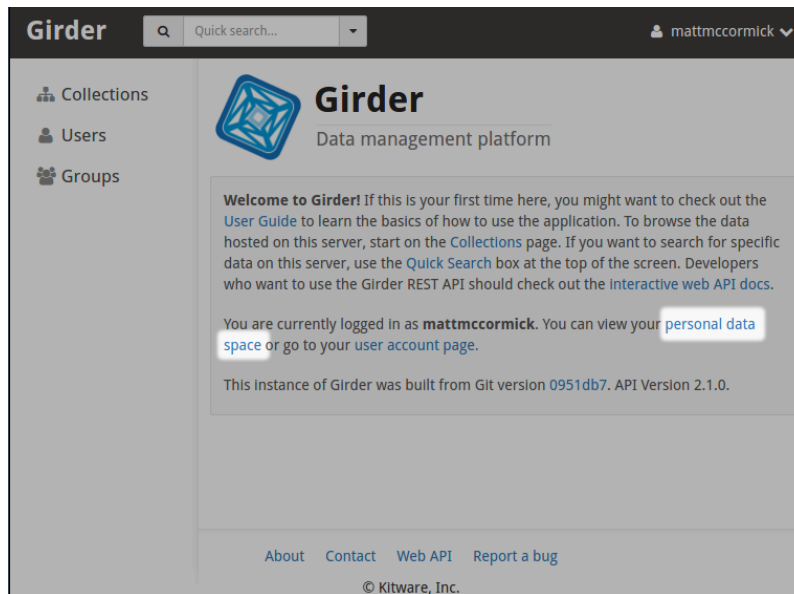 Girder
Quick search...
mattmccormick
Collections
Users
Groups
Girder
Data management platform
Welcome to Girder! If this is your first time here, you might want to check out the
User Guide to learn the basics of how to use the application. To browse the data
hosted on this server, start on the Collections page. If you want to search for specific
data on this server, use the Quick Search box at the top of the screen. Developers
who want to use the Girder REST API should check out the interactive web API docs.
You are currently logged in as mattmccormick. You can view your personal data
space or go to your user account page.
This instance of Girder was built from Git version 0951db7. API Version 2.1.0.
About Contact Web API Report a bug
© Kitware, Inc.